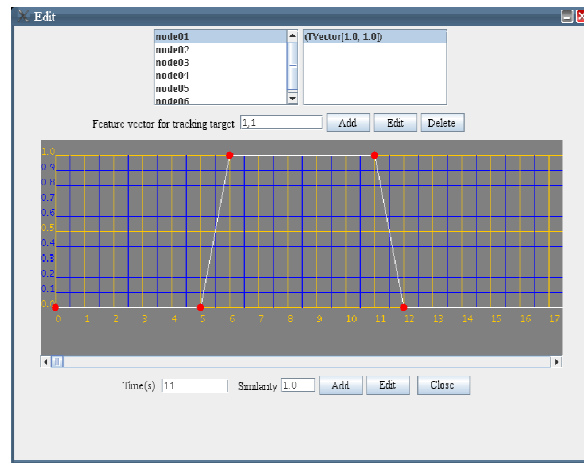 Edit
node01
node02
node03
node04
node05
node06
(TVector[1.0, 1.0])
Feature vector for tracking target 1,1 Add Edit Delete
1.0
0.9
0.8
0.7
0.6
0.5
0.4
0.3
0.2
0.1
0.0
0 1 2 3 4 5 6 7 8 9 10 11 12 13 14 15 16 17
Time(s) 11 Similarity 1.0 Add Edit Close